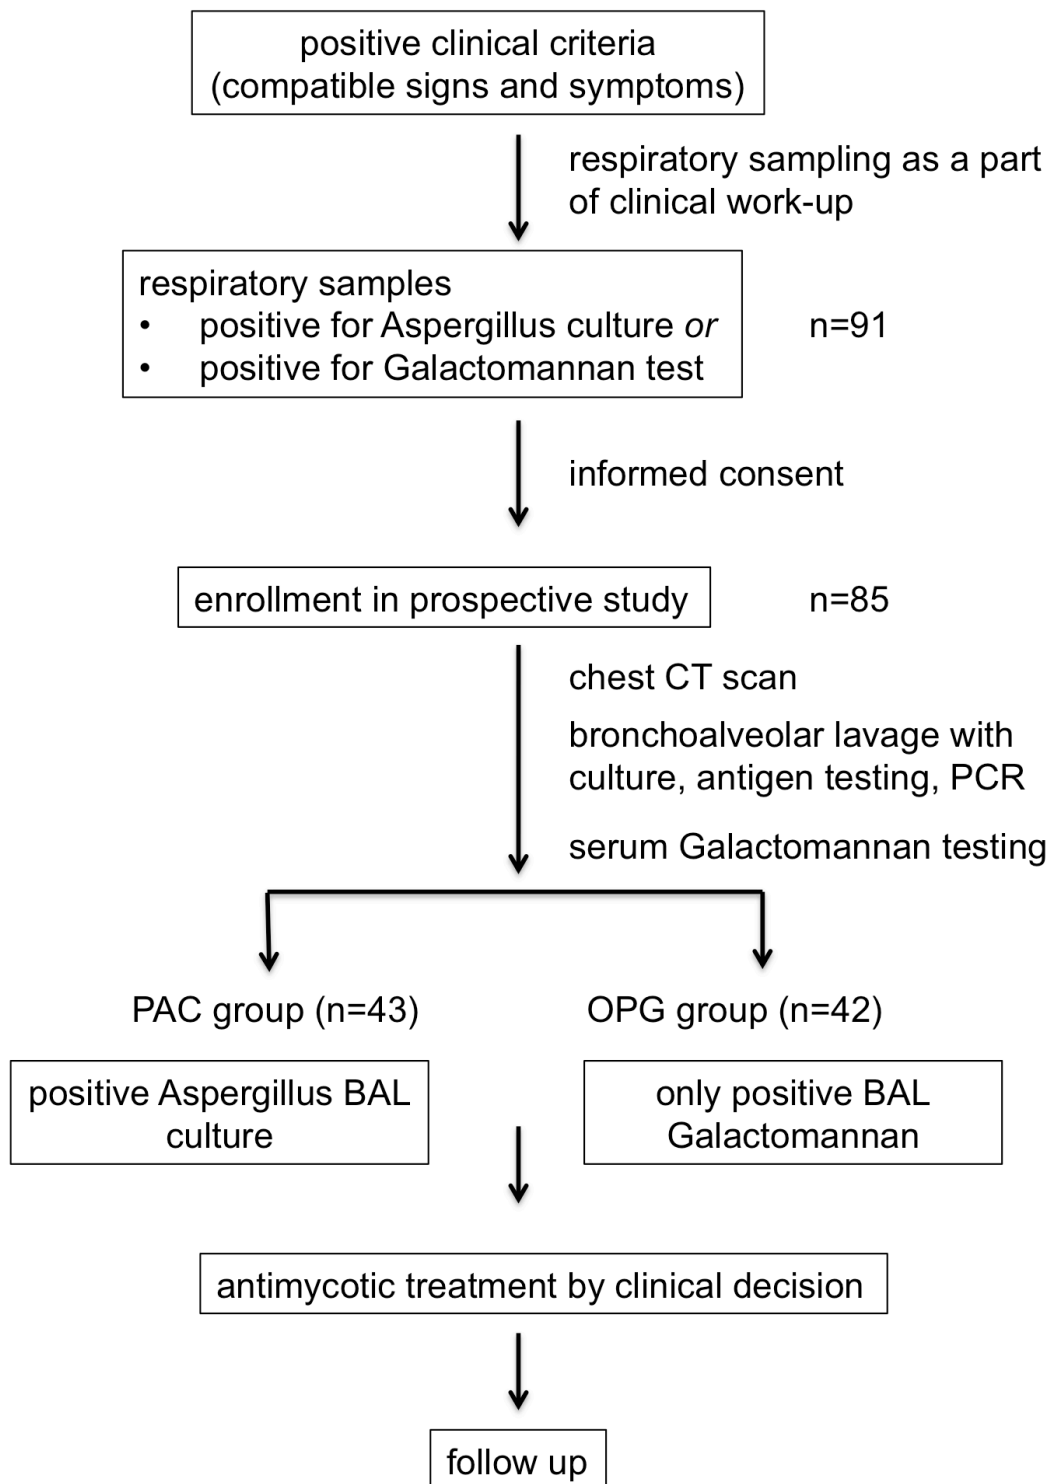 positive clinical criteria
(compatible signs and symptoms)
respiratory sampling as a part
of clinical work-up
respiratory samples
• positive for Aspergillus culture or
• positive for Galactomannan test
n=91
informed consent
enrollment in prospective study
n=85
chest CT scan
bronchoalveolar lavage with
culture, antigen testing, PCR
serum Galactomannan testing
PAC group (n=43)
OPG group (n=42)
positive Aspergillus BAL
culture
only positive BAL
Galactomannan
antimycotic treatment by clinical decision
follow up